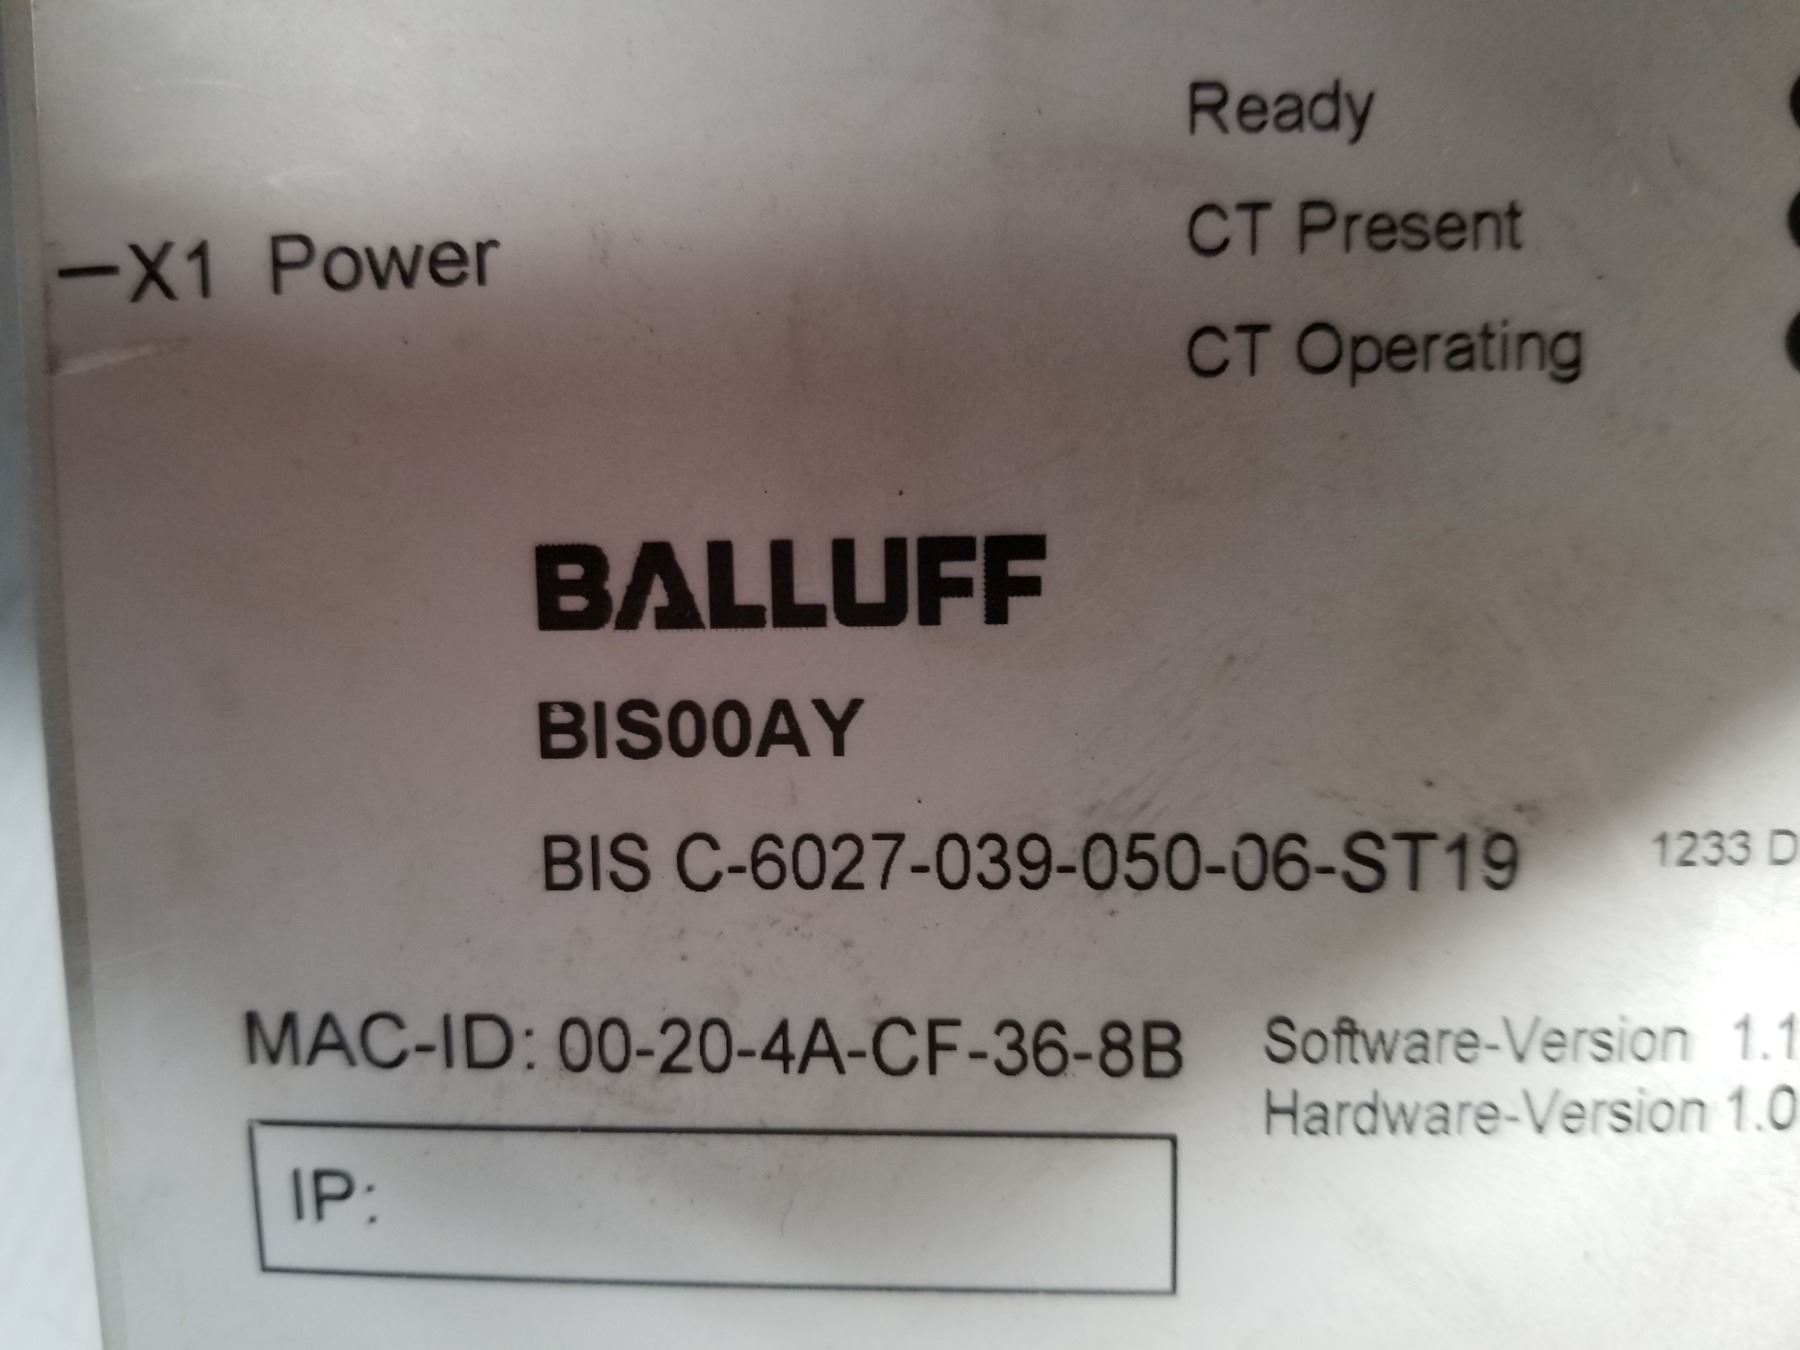 Ready
CT Present
—X1 Power
CT Operating
BALLUFF
BIS00AY
BIS C-6027-039-050-06-ST19
1233 D
MAC-ID: 00-20-4A-CF-36-8B
Software-Version 1.1
Hardware-Version 1.0
IP: